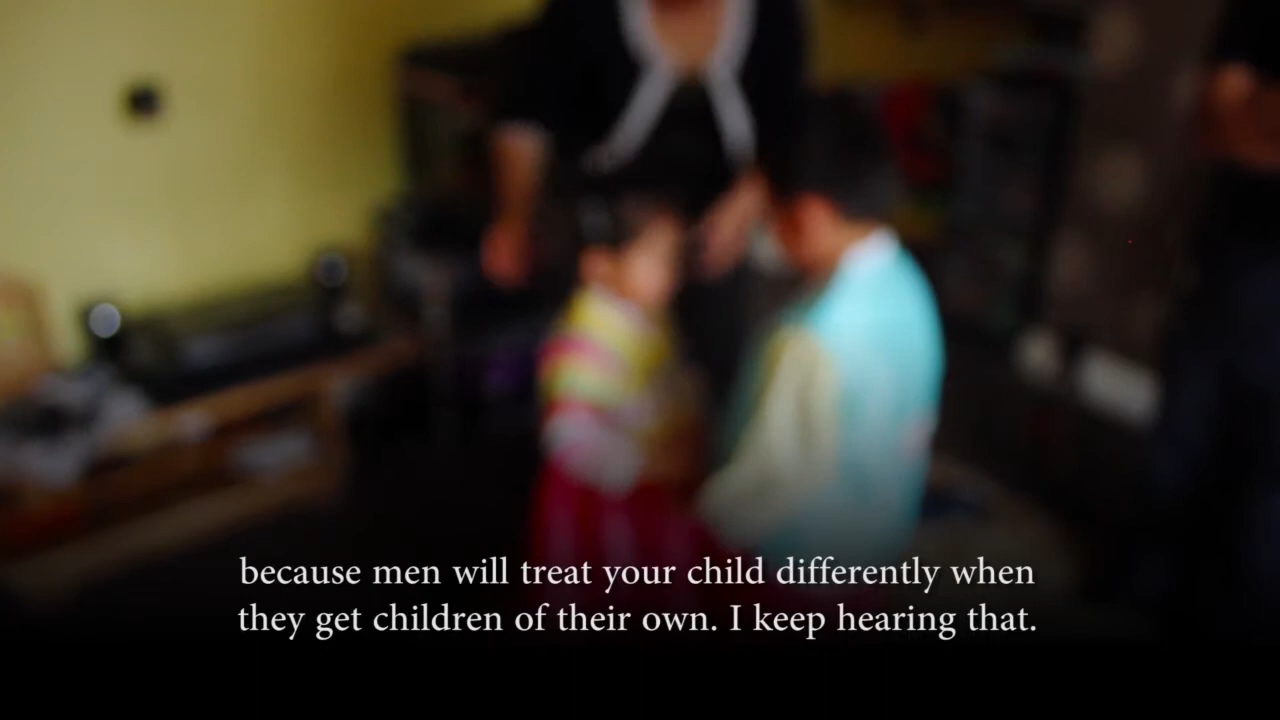 because men will treat your child differently when
they get children of their own. I keep hearing that.